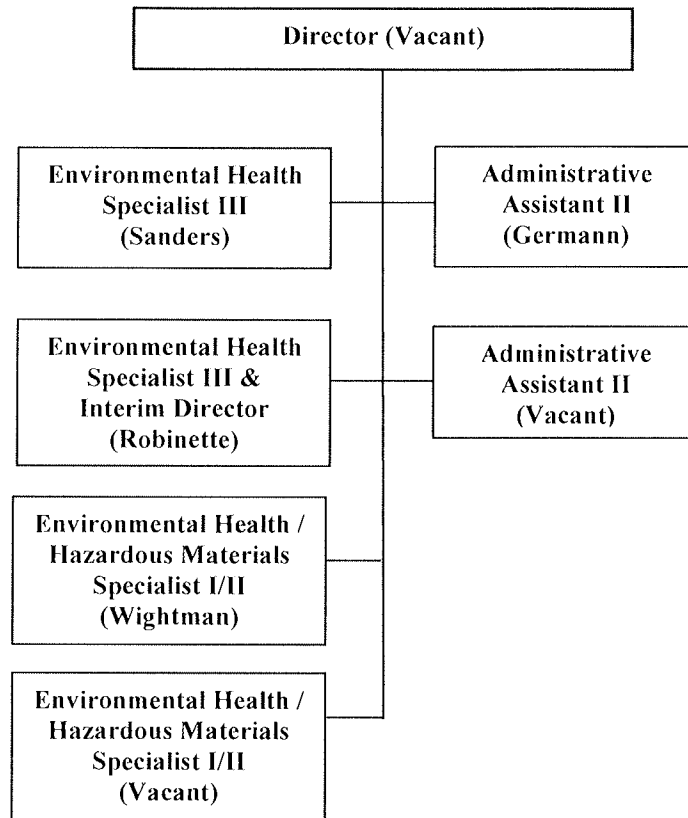 Director (Vacant)
Environmental Health
Specialist III
(Sanders)
Administrative
Assistant II
(Germann)
Environmental Health
Specialist III &
Interim Director
(Robinette)
Administrative
Assistant II
(Vacant)
Environmental Health /
Hazardous Materials
Specialist I/II
(Wightman)
Environmental Health /
Hazardous Materials
Specialist I/II
(Vacant)